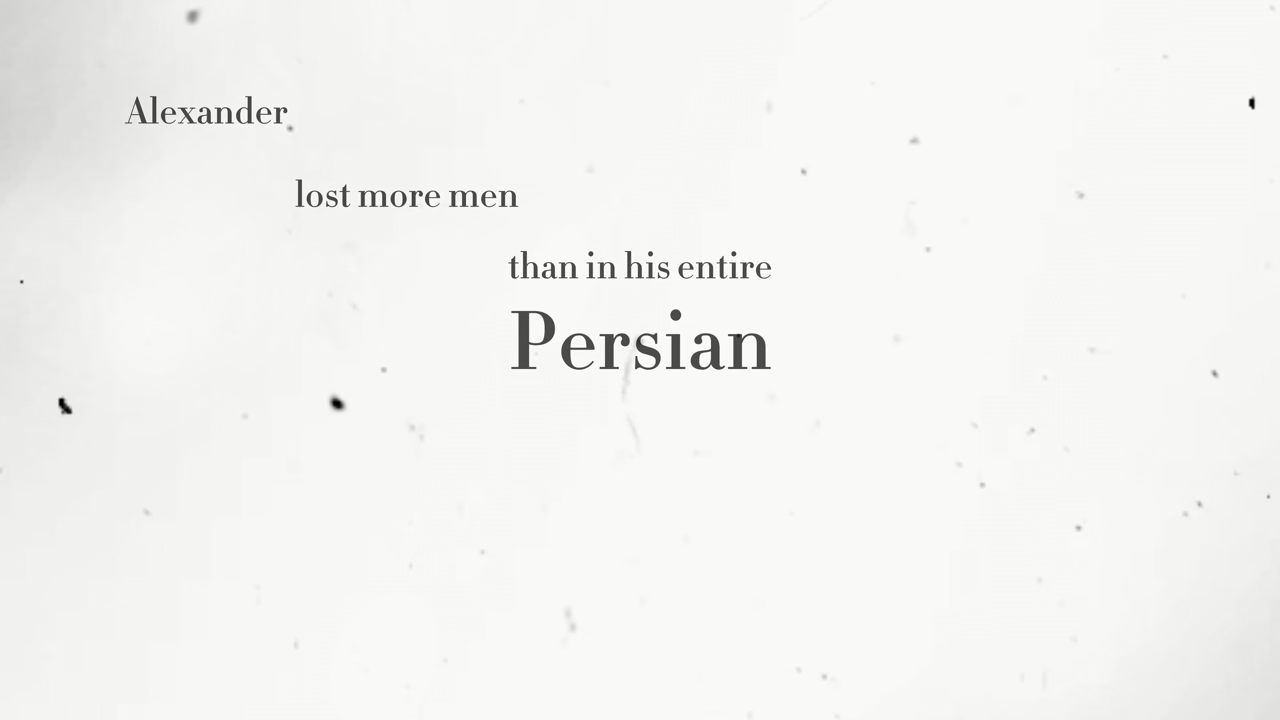 Alexander
lost more men
than in his entire
Persian